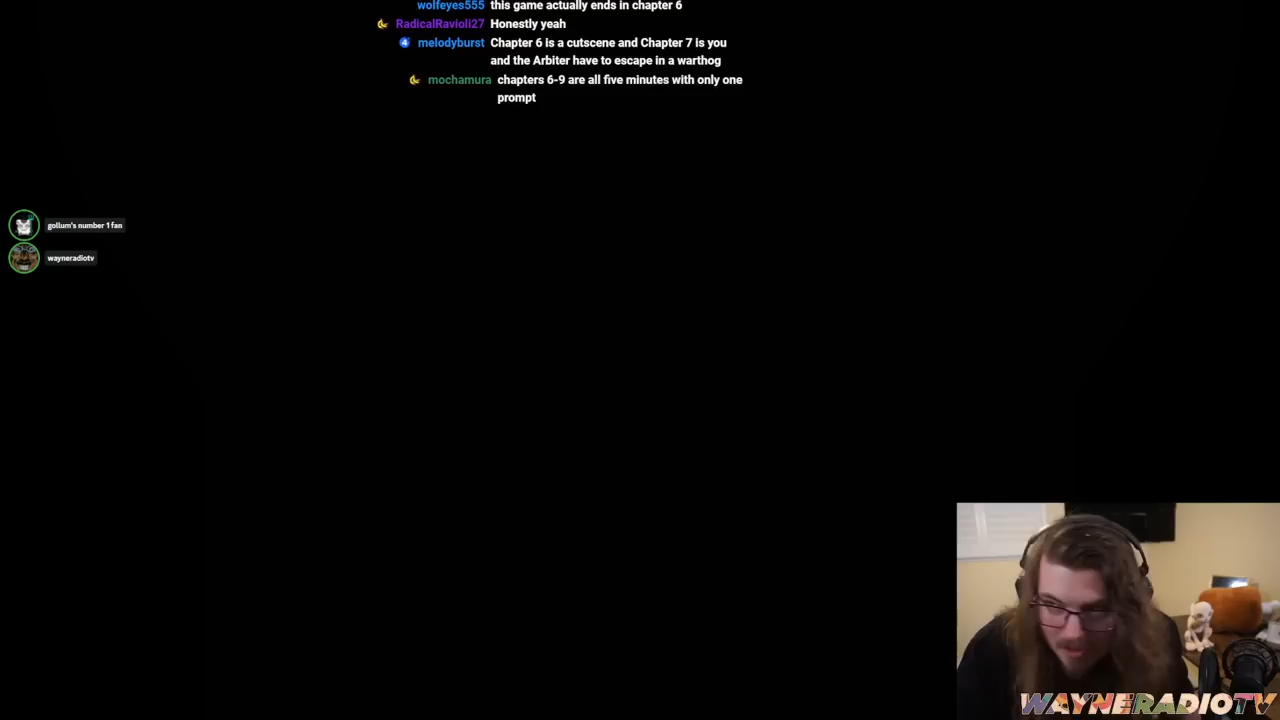 wolfeyes555 this game actually ends in chapter 6
RadicalRavioli27 Honestly yeah
4 melodyburst Chapter 6 is a cutscene and Chapter 7 is you
and the Arbiter have to escape in a warthog
mochamura chapters 6-9 are all five minutes with only one
prompt
gollum's number 1 fan
wayneradiotv
WAYNERADIOTV